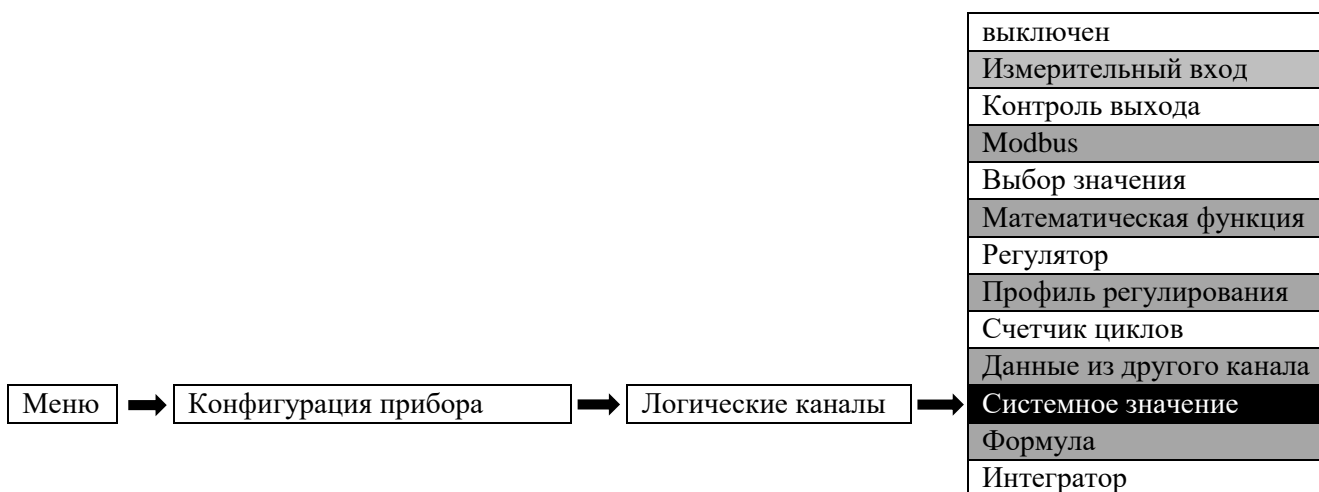 выключен
Измерительный вход
Контроль выхода
Modbus
Выбор значения
Математическая функция
Регулятор
Профиль регулирования
Счетчик циклов
Данные из другого канала
Меню Конфигурация прибора Логические каналы Системное значение
Формула
Интегратор